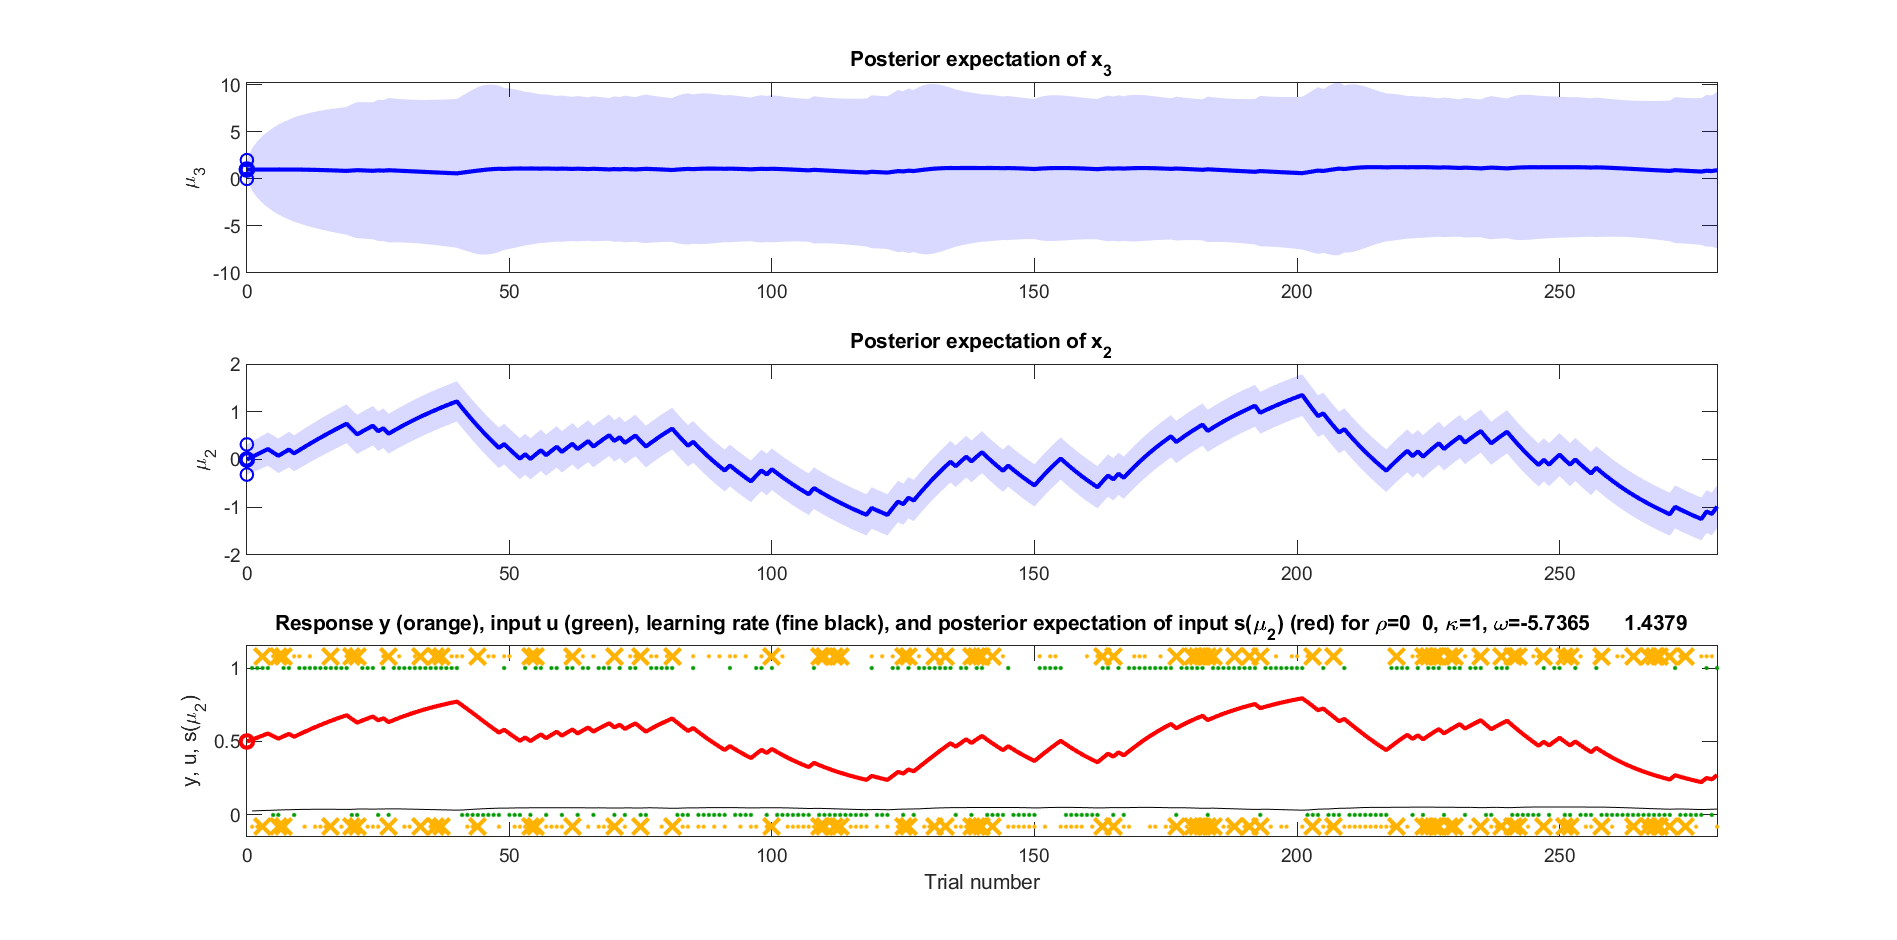 Posterior expectation of x3
10
5
0
-5
-10
μ3
0 50 100 150 200 250
Posterior expectation of x2
2
1
0
-1
-2
μ2
0 50 100 150 200 250
Response y (orange), input u (green), learning rate (fine black), and posterior expectation of input s(μ2) (red) for ρ=0 0, κ=1, ω=-5.7365 1.4379
1
0.5
0
y, u, s(μ2)
0 50 100 150 200 250
Trial number